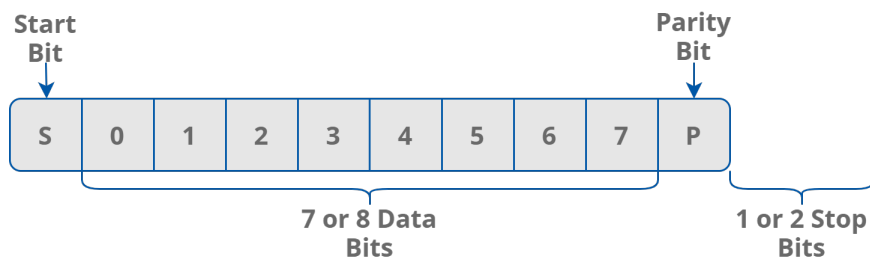 Start
Bit
Parity
Bit
S 0 1 2 3 4 5 6 7 P
7 or 8 Data
Bits
1 or 2 Stop
Bits